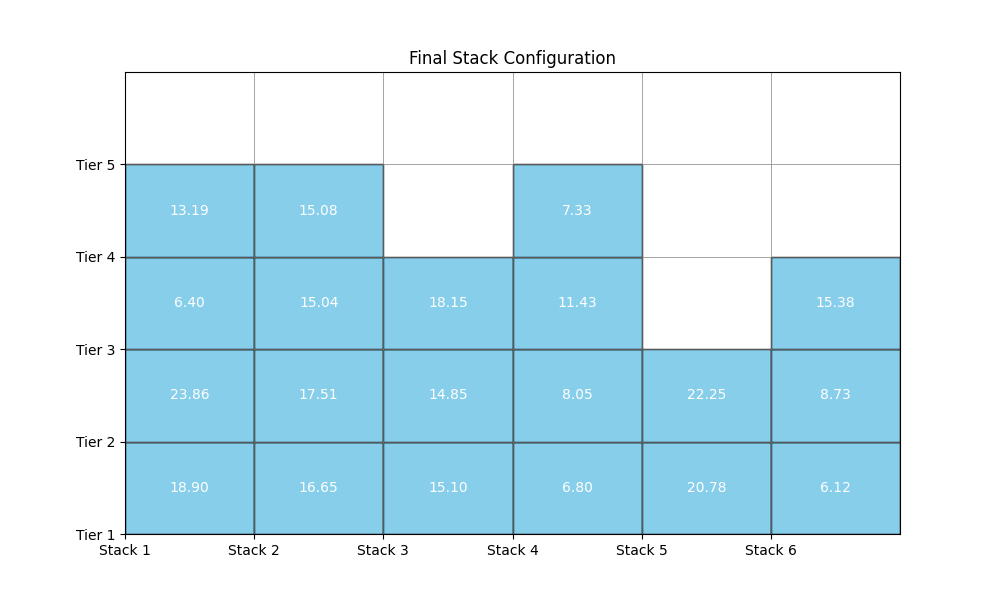 Final Stack Configuration
Tier 5
13.19 15.08 7.33
Tier 4
6.40 15.04 18.15 11.43 15.38
Tier 3
23.86 17.51 14.85 8.05 22.25 8.73
Tier 2
18.90 16.65 15.10 6.80 20.78 6.12
Tier 1
Stack 1 Stack 2 Stack 3 Stack 4 Stack 5 Stack 6